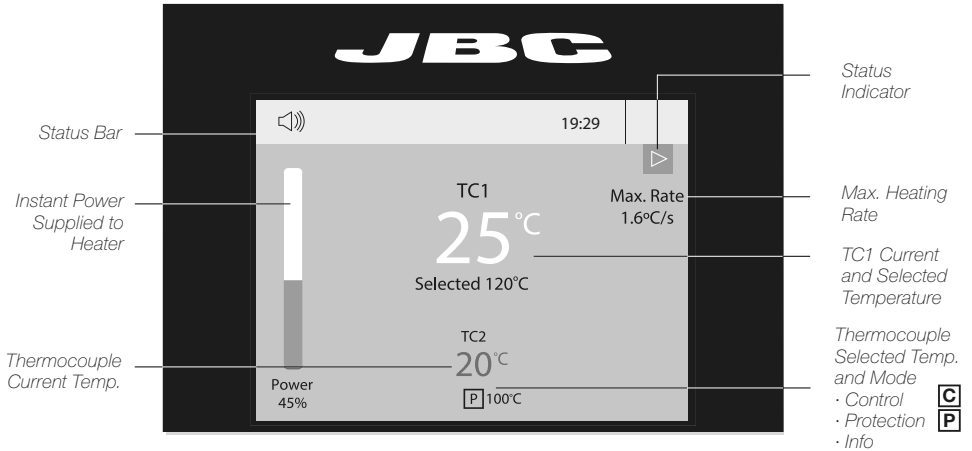 JBC
Status Bar
Instant Power
Supplied to
Heater
Thermocouple
Current Temp.
19:29
TC1
25°C
Selected 120°C
Max. Rate
1.6ºC/s
TC2
20°C
P 100°C
Power
45%
Status
Indicator
Max. Heating
Rate
TC1 Current
and Selected
Temperature
Thermocouple
Selected Temp.
and Mode
· Control C
· Protection P
· Info